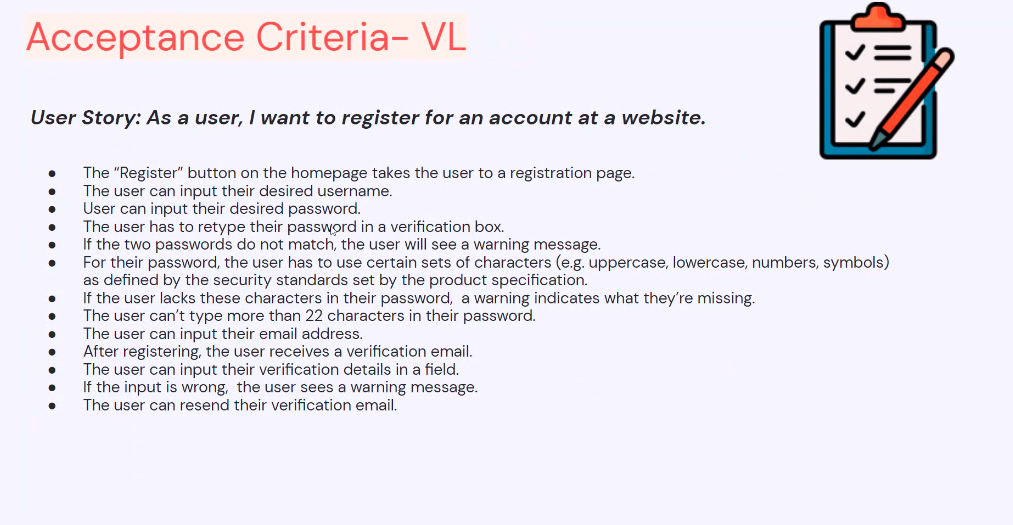 Acceptance Criteria– VL
User Story: As a user, I want to register for an account at a website.
● The “Register” button on the homepage takes the user to a registration page.
● The user can input their desired username.
● User can input their desired password.
● The user has to retype their password in a verification box.
● If the two passwords do not match, the user will see a warning message.
● For their password, the user has to use certain sets of characters (e.g. uppercase, lowercase, numbers, symbols)
as defined by the security standards set by the product specification.
● If the user lacks these characters in their password,  a warning indicates what they’re missing.
● The user can’t type more than 22 characters in their password.
● The user can input their email address.
● After registering, the user receives a verification email.
● The user can input their verification details in a field.
● If the input is wrong,  the user sees a warning message.
● The user can resend their verification email.